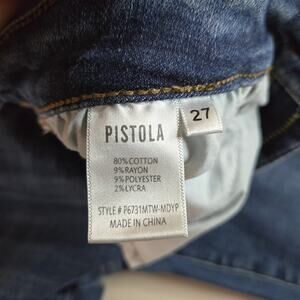 PISTOLA
27
80%COTTON
9%RAYON
9%POLYESTER
2%LYCRA
STYLE # P6731MTW-MDYP
MADE IN CHINA